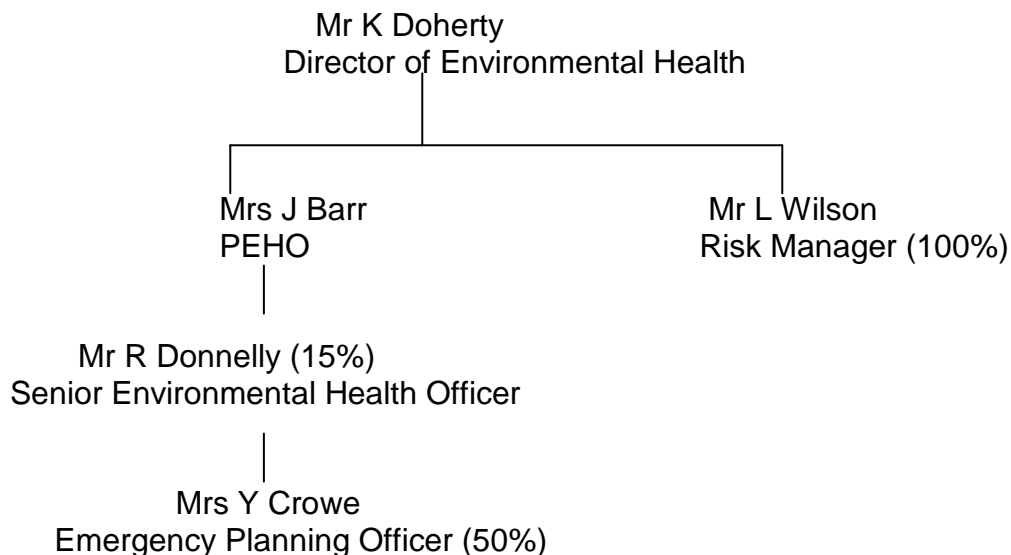 Mr K Doherty
Director of Environmental Health
Mrs J Barr
PEHO
Mr L Wilson
Risk Manager (100%)
Mr R Donnelly (15%)
Senior Environmental Health Officer
Mrs Y Crowe
Emergency Planning Officer (50%)